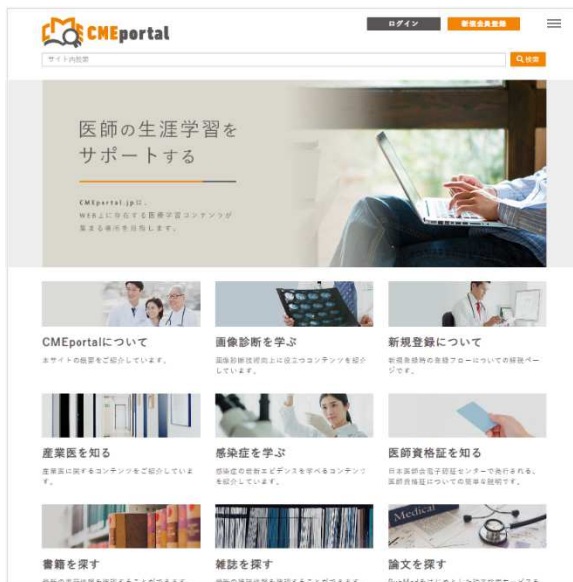 CMEportal
ログイン
新規会員登録
サイト内検索
検索
医師の生涯学習を
サポートする
CMEportal.jpは、
WEB上に存在する医療学習コンテンツが
集まる場所を目指します。
CMEportalについて
本サイトの概要をご紹介しています。
画像診断を学ぶ
画像診断技術向上に役立つコンテンツを紹介
しています。
新規登録について
新規登録時の登録フローについての解説ペー
ジです。
産業医を知る
産業医に関するコンテンツをご紹介していま
す。
感染症を学ぶ
感染症の最新エビデンスを学べるコンテンツ
を紹介しています。
医師資格証を知る
日本医師会電子認証センターで発行される、
医師資格証についての簡単な説明です。
書籍を探す
雑誌を探す
Medical
論文を探す